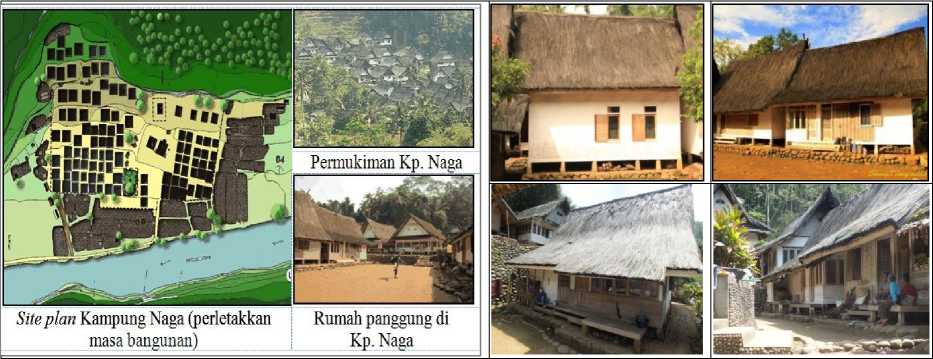 Permukiman Kp. Naga
Site plan Kampung Naga (perletakkan
masa bangunan)
Rumah panggung di
Kp. Naga